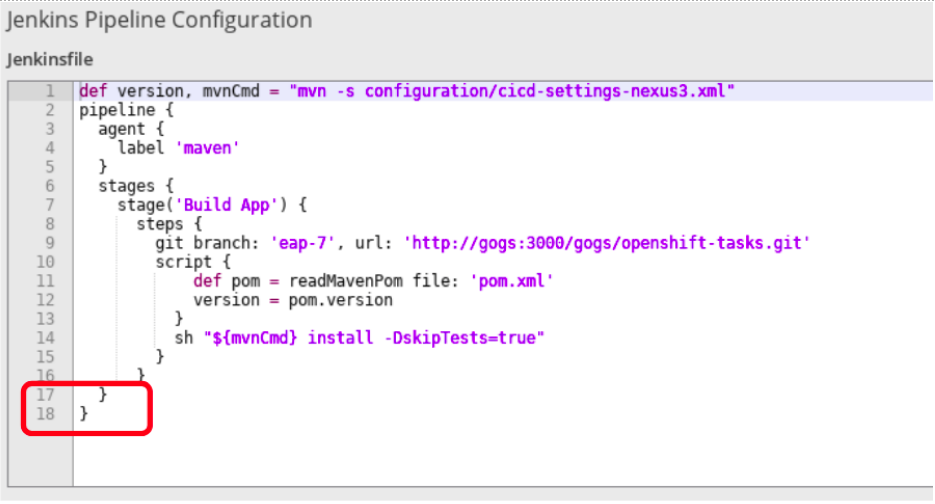 Jenkins Pipeline Configuration
Jenkinsfile
1 def version, mvnCmd = "mvn -s configuration/cicd-settings-nexus3.xml"
2 pipeline {
3   agent {
4     label 'maven'
5   }
6   stages {
7     stage('Build App') {
8       steps {
9         git branch: 'eap-7', url: 'http://gogs:3000/gogs/openshift-tasks.git'
10         script {
11             def pom = readMavenPom file: 'pom.xml'
12             version = pom.version
13           }
14           sh "${mvnCmd} install -DskipTests=true"
15         }
16       }
17   }
18 }